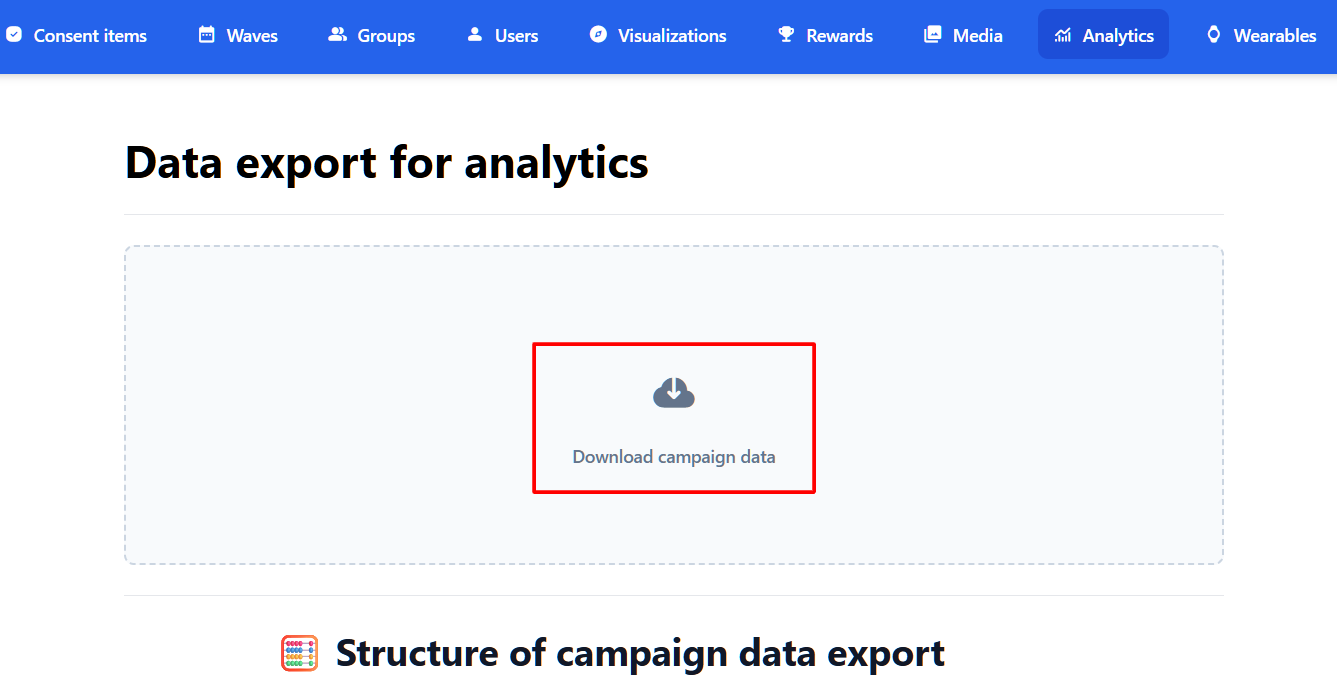 Consent items Waves Groups Users Visualizations Rewards Media Analytics Wearables
Data export for analytics
Download campaign data
Structure of campaign data export